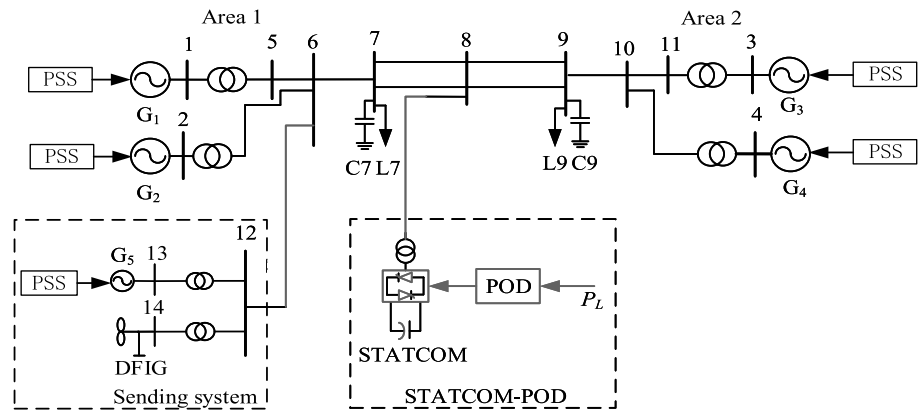 Area 1
Area 2
1
5
6
7
8
9
10
11
3
PSS
G1
G3
PSS
2
4
PSS
G2
C7 L7
L9 C9
G4
PSS
12
G5
13
PSS
14
DFIG
Sending system
POD
PL
STATCOM
STATCOM-POD